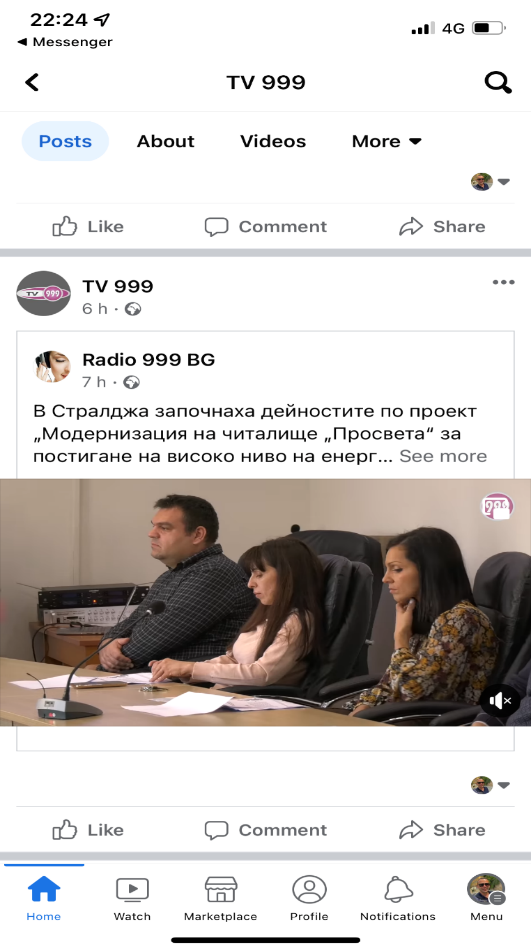 22:24
4G
◀ Messenger
TV 999
Posts
About
Videos
More
Like
Comment
Share
TV 999
TV 999
6 h ·
Radio 999 BG
7 h ·
В Стралджа започнаха дейностите по проект
„Модернизация на читалище „Просвета“ за
постигане на високо ниво на енерг... See more
999
Like
Comment
Share
Home
Watch
Marketplace
Profile
Notifications
Menu